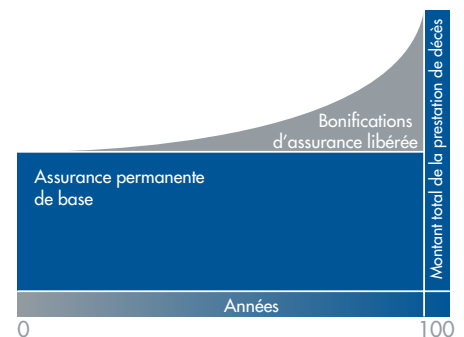 Bonifications
d’assurance libérée
Assurance permanente
de base
Montant total de la prestation de décès
Années
0
100